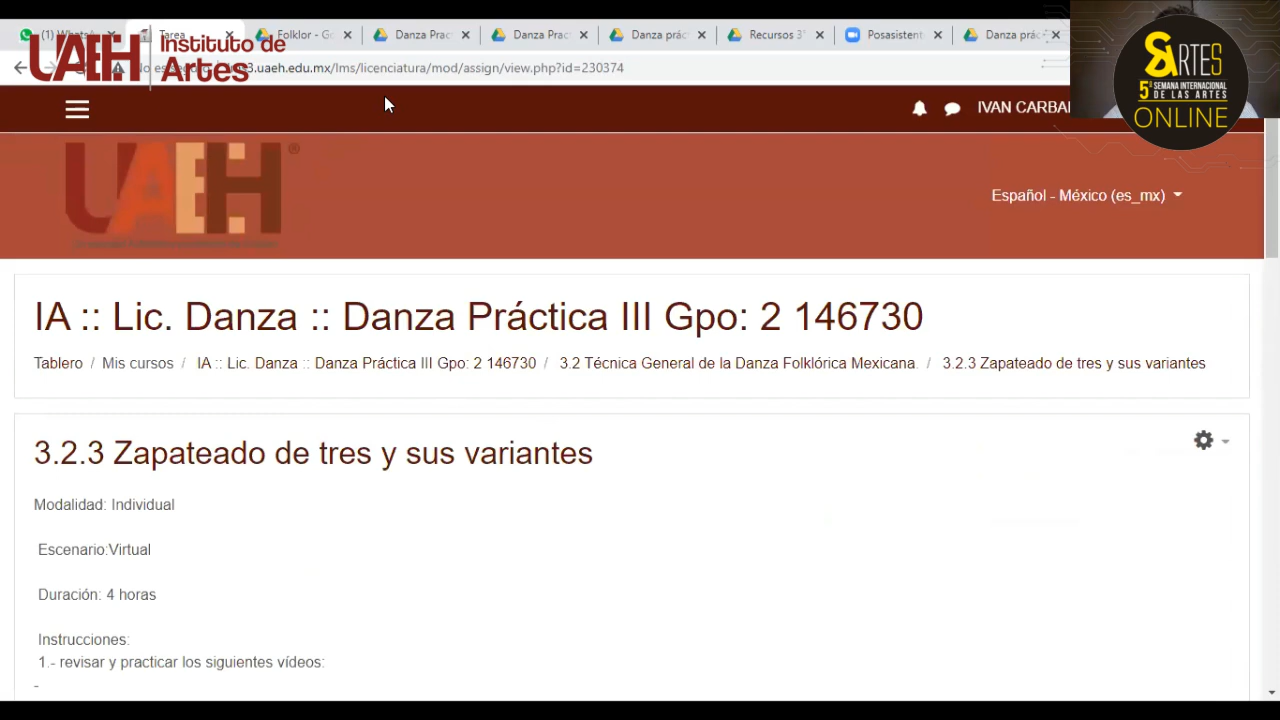 (1) Wha
Tarea
Folklor - G
Danza Prac
Danza Prac
Danza prác
Recursos 3
Posasistent
Danza prác
UAEH Instituto de
Artes
3.uaeh.edu.mx/lms/licenciatura/mod/assign/view.php?id=230374
SARTES
5ª SEMANA INTERNACIONAL
DE LAS ARTES
ONLINE
IVAN CARBA
UAEH
Español - México (es_mx)
IA :: Lic. Danza :: Danza Práctica III Gpo: 2 146730
Tablero / Mis cursos / IA :: Lic. Danza :: Danza Práctica III Gpo: 2 146730 / 3.2 Técnica General de la Danza Folklórica Mexicana. / 3.2.3 Zapateado de tres y sus variantes
3.2.3 Zapateado de tres y sus variantes
Modalidad: Individual
Escenario:Virtual
Duración: 4 horas
Instrucciones:
1.- revisar y practicar los siguientes vídeos:
-